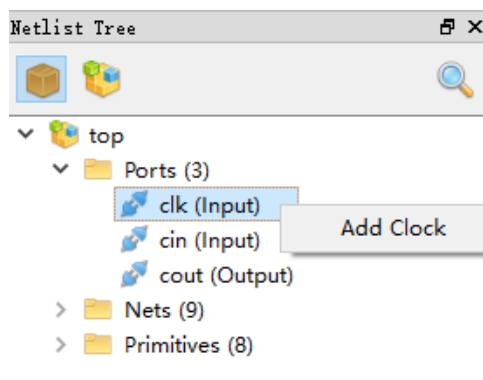 Netlist Tree
top
Ports (3)
clk (Input)
Add Clock
cin (Input)
cout (Output)
Nets (9)
Primitives (8)